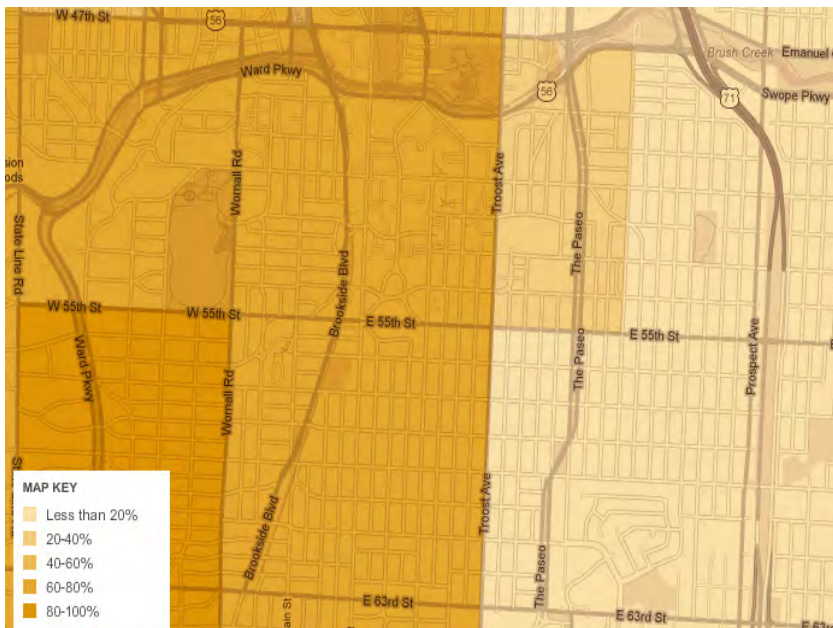 W 47th St
56
Ward Pkwy
Brush Creek
Emanuel
Swope Pkwy
71
56
Wornall Rd
Troost Ave
The Paseo
State Line Rd
Brookside Blvd
W 55th St
W 55th St
E 55th St
E 55th St
Ward Pkwy
Wornall Rd
The Paseo
Prospect Ave
Troost Ave
Brookside Blvd
The Paseo
E 63rd St
E 63rd St
MAP KEY
Less than 20%
20-40%
40-60%
60-80%
80-100%